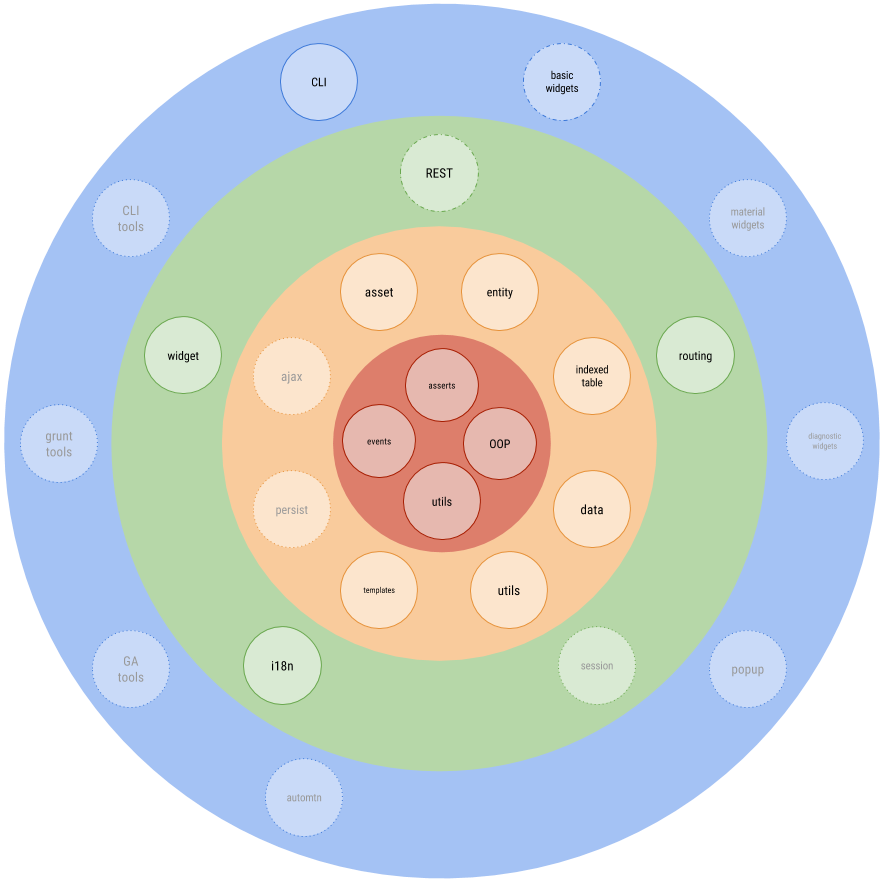 CLI
basic
widgets
REST
CLI
tools
material
widgets
asset
entity
widget
routing
ajax
indexed
table
asserts
events
OOP
grunt
tools
diagnostic
widgets
utils
persist
data
templates
utils
i18n
session
GA
tools
popup
automtn